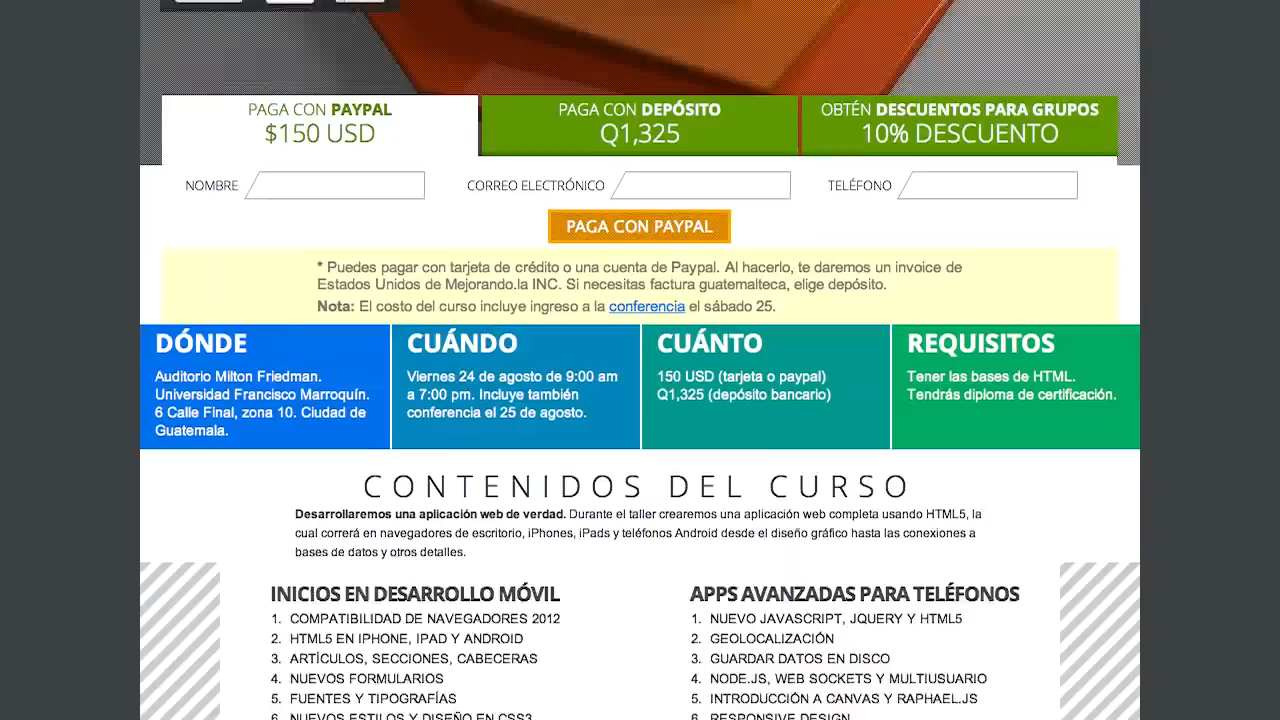 PAGA CON PAYPAL
$150 USD
PAGA CON DEPÓSITO
Q1,325
OBTÉN DESCUENTOS PARA GRUPOS
10% DESCUENTO
NOMBRE
CORREO ELECTRÓNICO
TELÉFONO
PAGA CON PAYPAL
* Puedes pagar con tarjeta de crédito o una cuenta de Paypal. Al hacerlo, te daremos un invoice de
Estados Unidos de Mejorando.la INC. Si necesitas factura guatemalteca, elige depósito.
Nota: El costo del curso incluye ingreso a la conferencia el sábado 25.
DÓNDE
Auditorio Milton Friedman.
Universidad Francisco Marroquín.
6 Calle Final, zona 10. Ciudad de
Guatemala.
CUÁNDO
Viernes 24 de agosto de 9:00 am
a 7:00 pm. Incluye también
conferencia el 25 de agosto.
CUÁNTO
150 USD (tarjeta o paypal)
Q1,325 (depósito bancario)
REQUISITOS
Tener las bases de HTML.
Tendrás diploma de certificación.
CONTENIDOS DEL CURSO
Desarrollaremos una aplicación web de verdad. Durante el taller crearemos una aplicación web completa usando HTML5, la
cual correrá en navegadores de escritorio, iPhones, iPads y teléfonos Android desde el diseño gráfico hasta las conexiones a
bases de datos y otros detalles.
INICIOS EN DESARROLLO MÓVIL
1. COMPATIBILIDAD DE NAVEGADORES 2012
2. HTML5 EN IPHONE, IPAD Y ANDROID
3. ARTÍCULOS, SECCIONES, CABECERAS
4. NUEVOS FORMULARIOS
5. FUENTES Y TIPOGRAFÍAS
6. NUEVOS ESTILOS Y DISEÑO EN CSS3
APPS AVANZADAS PARA TELÉFONOS
1. NUEVO JAVASCRIPT, JQUERY Y HTML5
2. GEOLOCALIZACIÓN
3. GUARDAR DATOS EN DISCO
4. NODE.JS, WEB SOCKETS Y MULTIUSUARIO
5. INTRODUCCIÓN A CANVAS Y RAPHAEL.JS
6. RESPONSIVE DESIGN